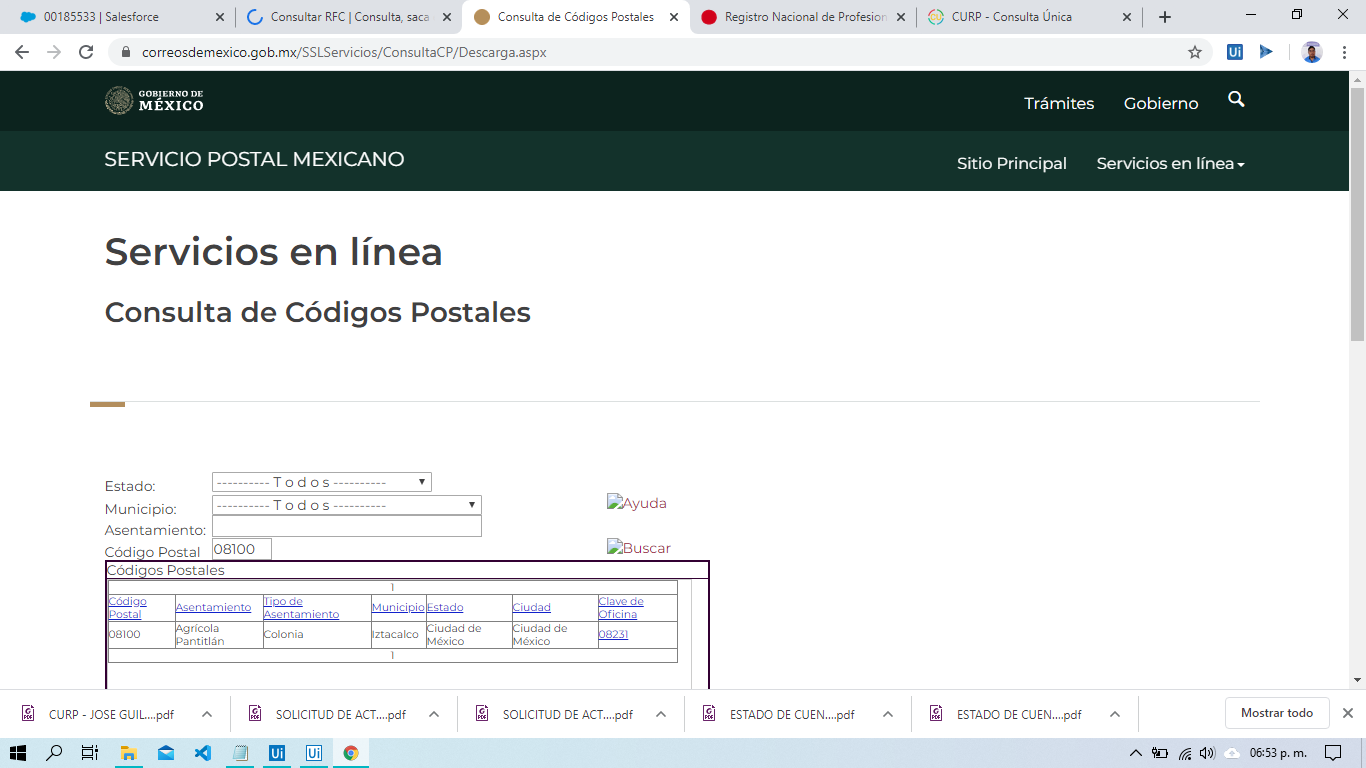 00185533 | Salesforce
Consultar RFC | Consulta, saca
Consulta de Códigos Postales
Registro Nacional de Profesion
CURP - Consulta Única
correosdemexico.gob.mx/SSLServicios/ConsultaCP/Descarga.aspx
Ui
GOBIERNO DE
MÉXICO
Trámites
Gobierno
SERVICIO POSTAL MEXICANO
Sitio Principal
Servicios en línea
Servicios en línea
Consulta de Códigos Postales
Estado:
---------- T o d o s ----------
Municipio:
---------- T o d o s ----------
Ayuda
Asentamiento:
Código Postal
08100
Buscar
Códigos Postales
1
Código Postal
Asentamiento
Tipo de Asentamiento
Municipio
Estado
Ciudad
Clave de Oficina
08100
Agrícola Pantitlán
Colonia
Iztacalco
Ciudad de México
Ciudad de México
08231
1
CURP - JOSE GUIL....pdf
SOLICITUD DE ACT....pdf
SOLICITUD DE ACT....pdf
ESTADO DE CUEN....pdf
ESTADO DE CUEN....pdf
Mostrar todo
Ui
Ui
06:53 p. m.